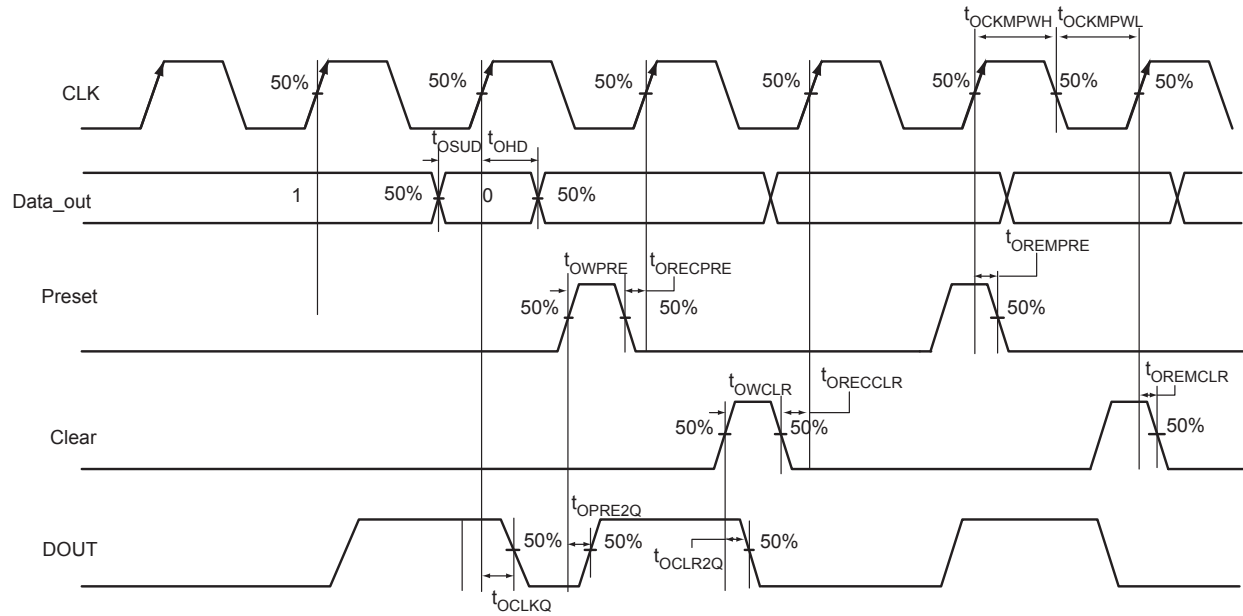 tOCKMPWH tOCKMPWL
CLK 50% 50% 50% 50% 50% 50% 50%
tOSUD tOHD
Data_out 1 50% 0 50%
tOREMPRE
tOWPRE tORECPRE
Preset 50% 50% 50%
tOWCLR tORECCLR tOREMCLR
Clear 50% 50% 50%
tOPRE2Q
DOUT 50% 50% 50%
tOCLR2Q
tOCLKQ